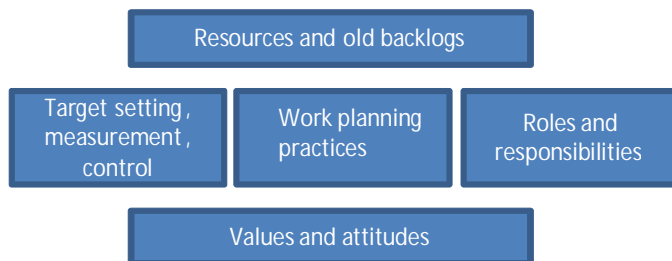 Resources and old backlogs
Target setting ,
measurement ,
control
Work planning
practices
Roles and
responsibilities
Values and attitudes